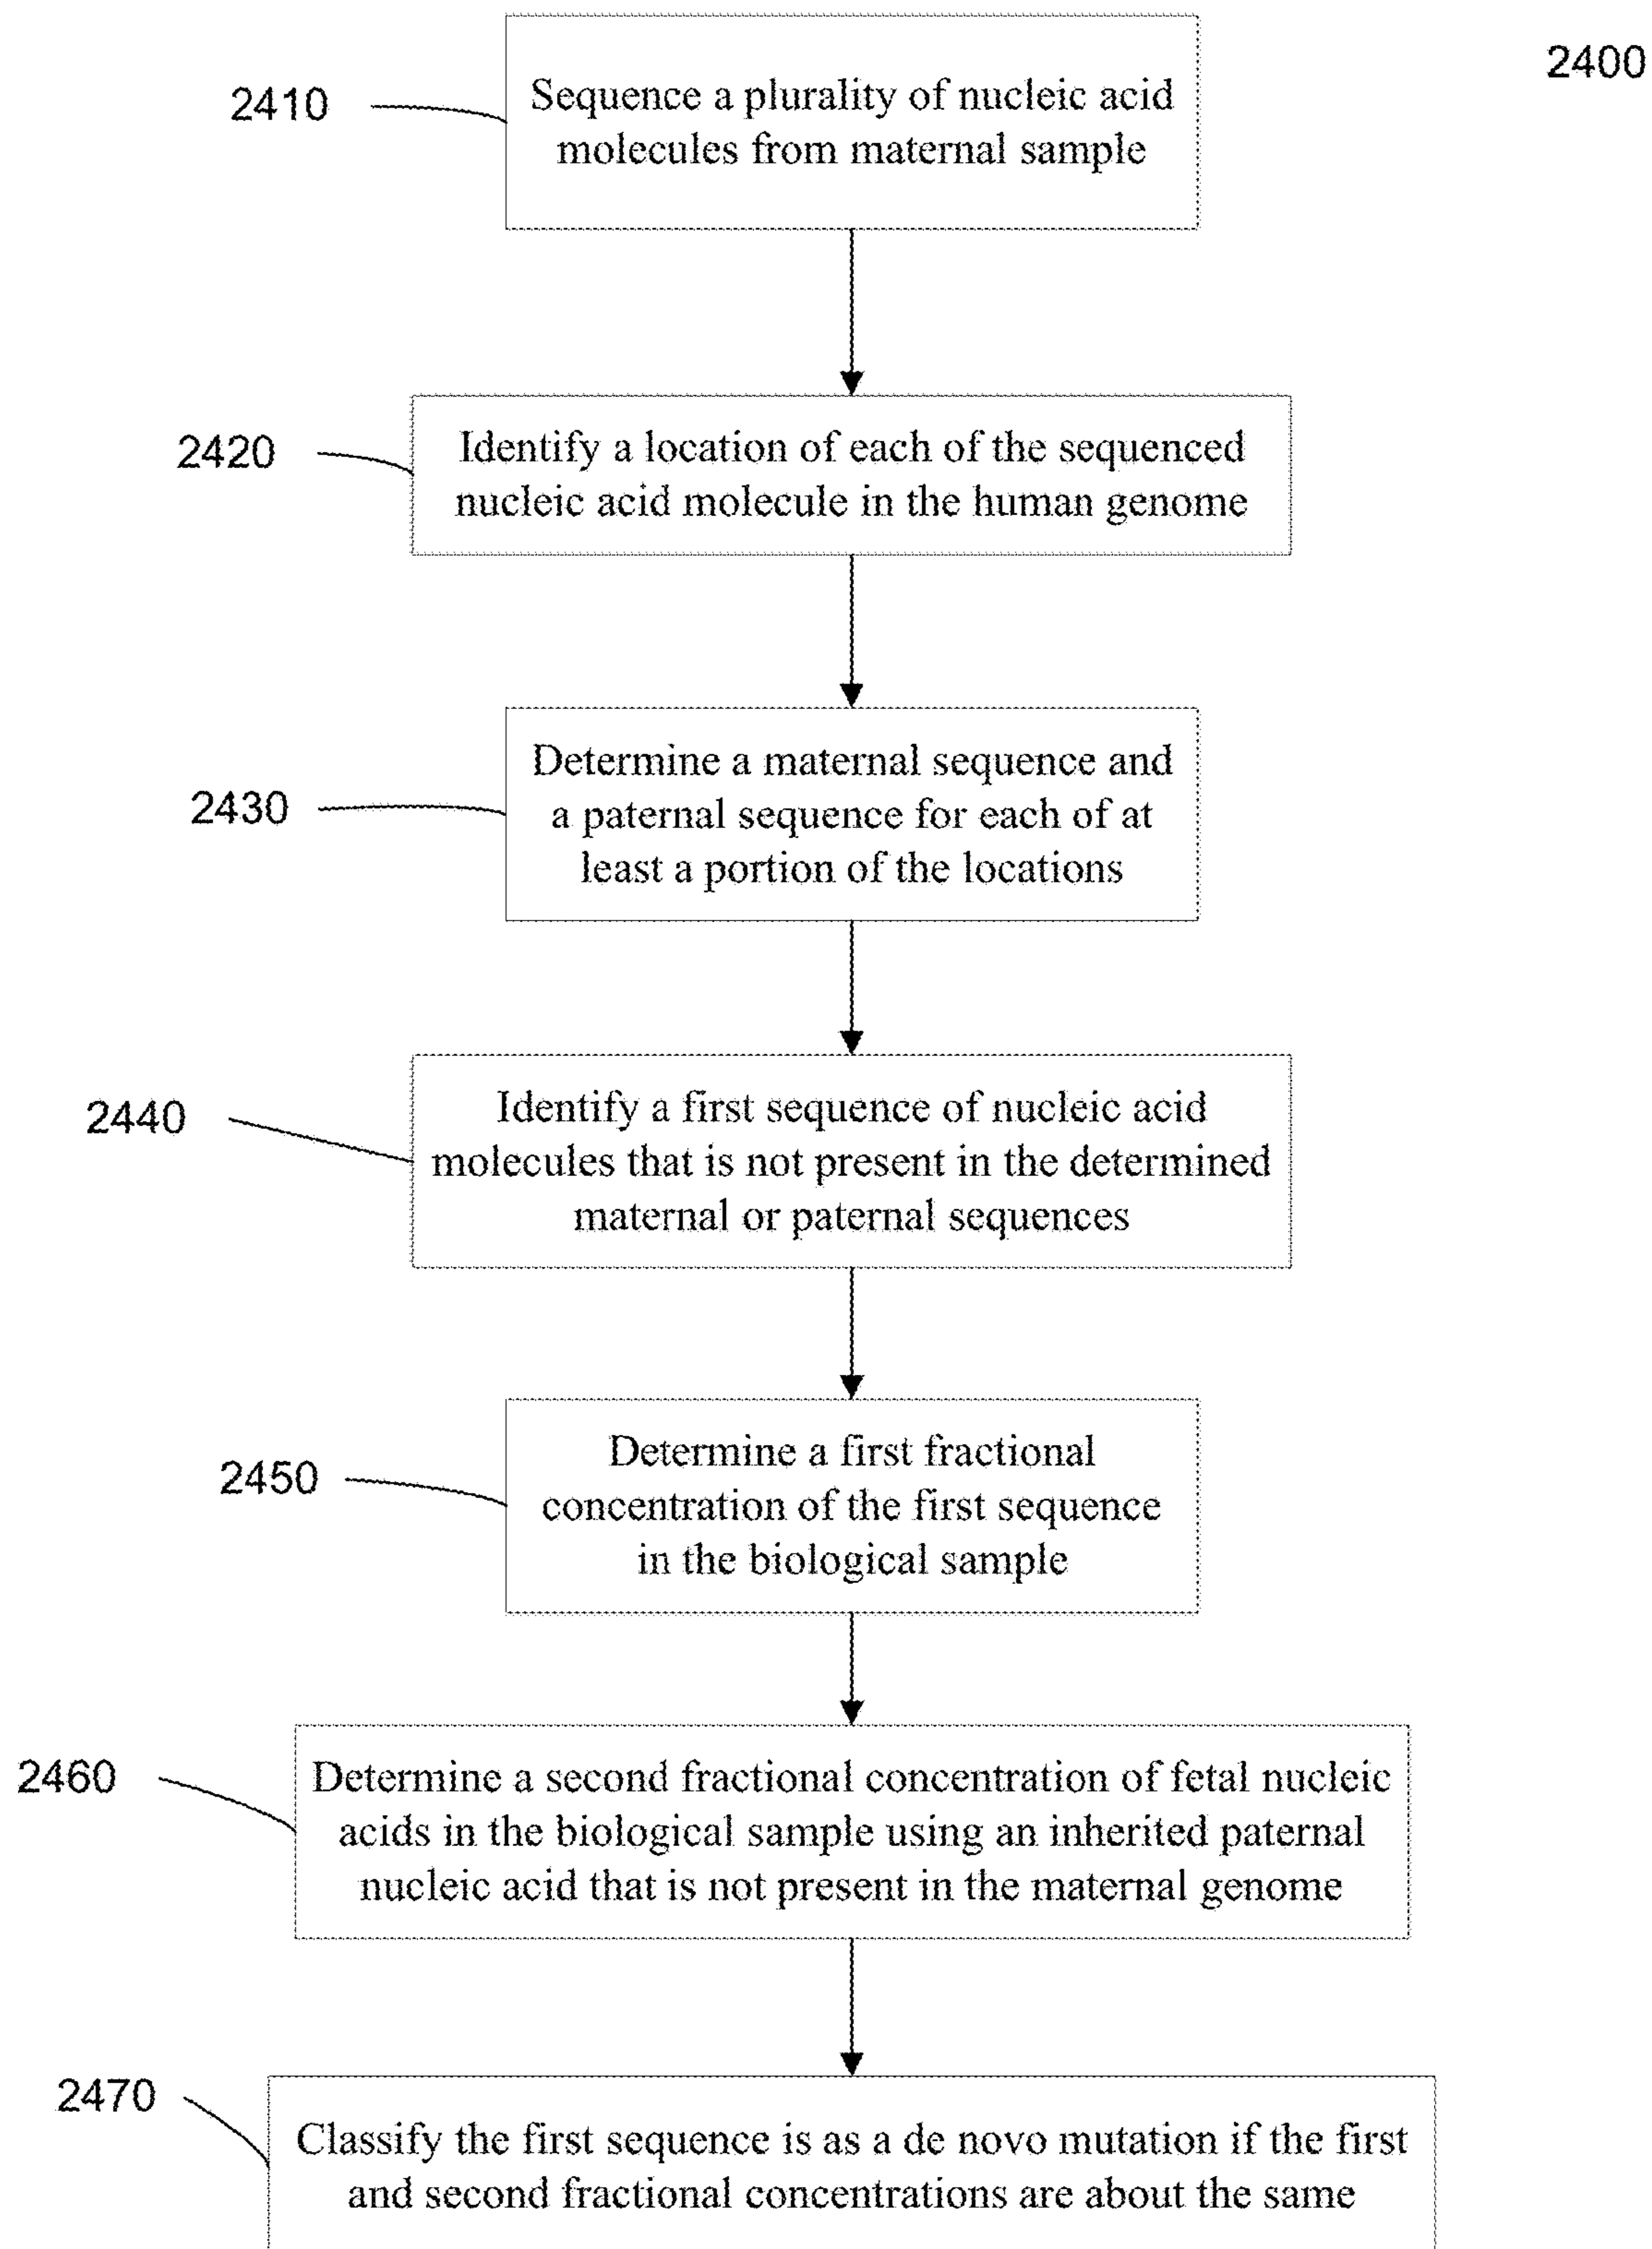 2400
2410
Sequence a plurality of nucleic acid
molecules from maternal sample
2420
Identify a location of each of the sequenced
nucleic acid molecule in the human genome
2430
Determine a maternal sequence and
a paternal sequence for each of at
least a portion of the locations
2440
Identify a first sequence of nucleic acid
molecules that is not present in the determined
maternal or paternal sequences
2450
Determine a first fractional
concentration of the first sequence
in the biological sample
2460
Determine a second fractional concentration of fetal nucleic
acids in the biological sample using an inherited paternal
nucleic acid that is not present in the maternal genome
2470
Classify the first sequence is as a de novo mutation if the first
and second fractional concentrations are about the same